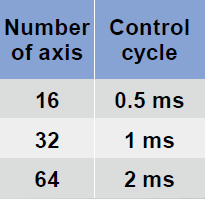 Number of axis Control cycle
16 0.5 ms
32 1 ms
64 2 ms